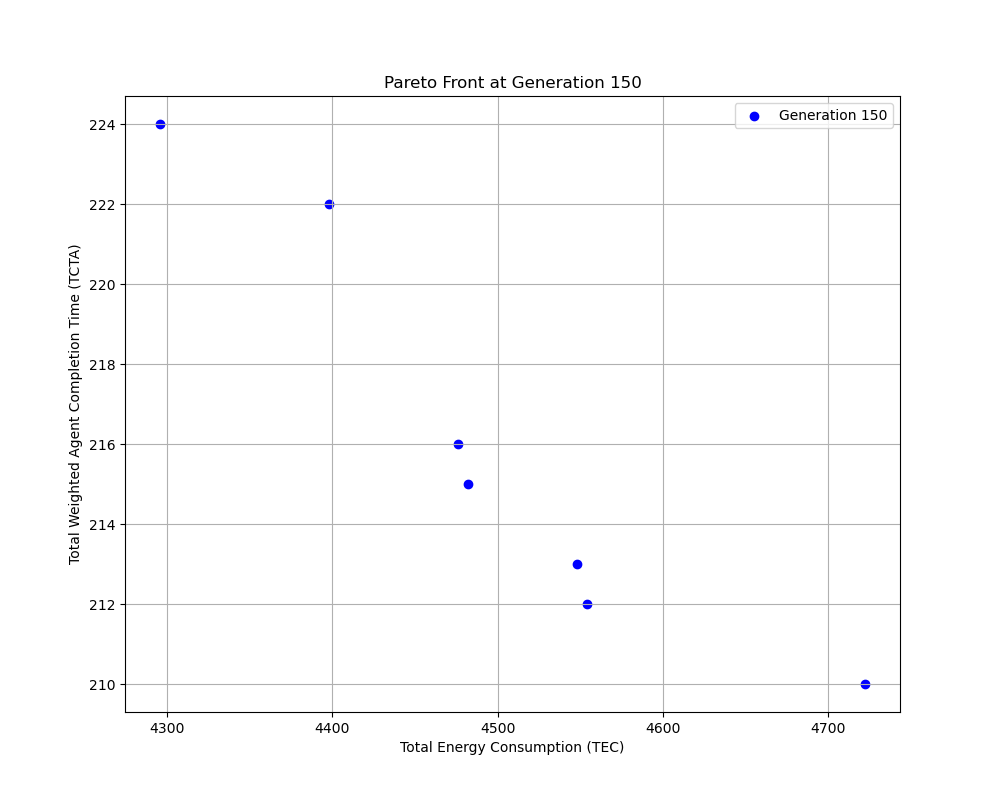 Pareto Front at Generation 150
Generation 150
Total Weighted Agent Completion Time (TCTA)
224
222
220
218
216
214
212
210
4300 4400 4500 4600 4700
Total Energy Consumption (TEC)